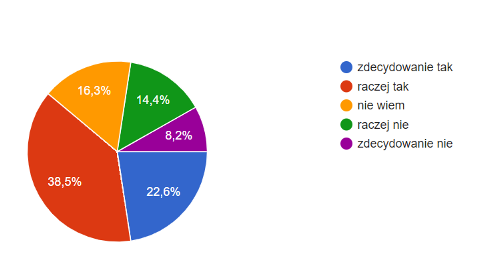 16,3%
14,4%
8,2%
38,5%
22,6%
zdecydowanie tak
raczej tak
nie wiem
raczej nie
zdecydowanie nie